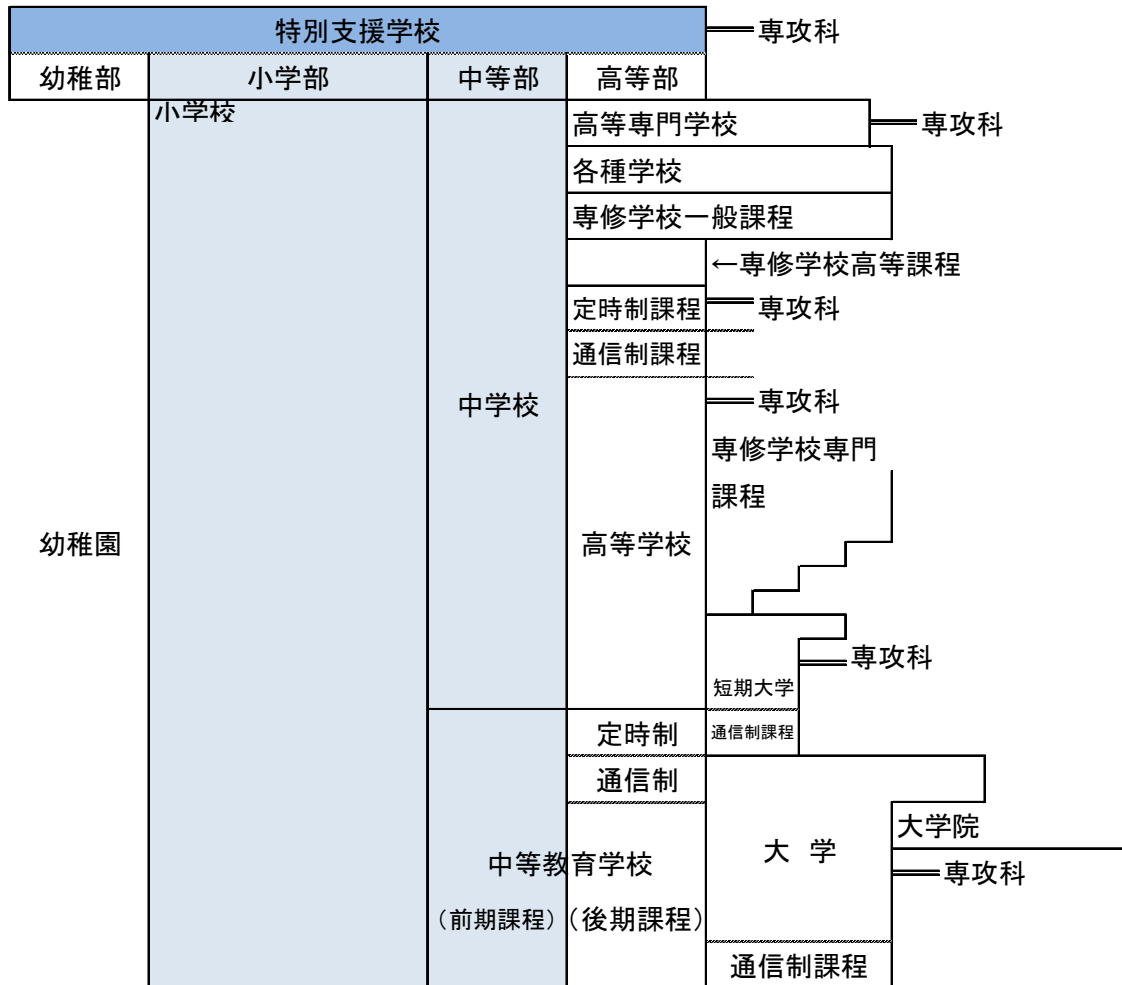 特別支援学校
専攻科
幼稚部
小学部
中等部
高等部
小学校
高等専門学校
専攻科
各種学校
専修学校一般課程
←専修学校高等課程
定時制課程
専攻科
通信制課程
中学校
専攻科
専修学校専門
課程
幼稚園
高等学校
専攻科
短期大学
定時制
通信制課程
通信制
大学院
大 学
中等教育学校
専攻科
（前期課程）
（後期課程）
通信制課程